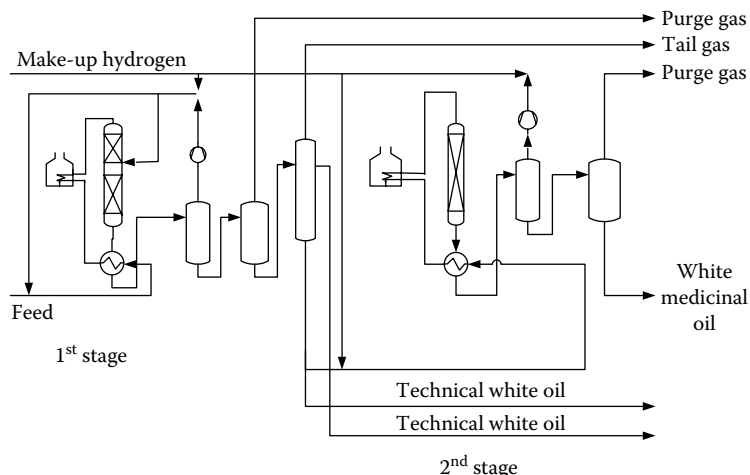 Purge gas
Tail gas
Make-up hydrogen
Purge gas
Feed
White
medicinal
oil
1st stage
Technical white oil
Technical white oil
2nd stage